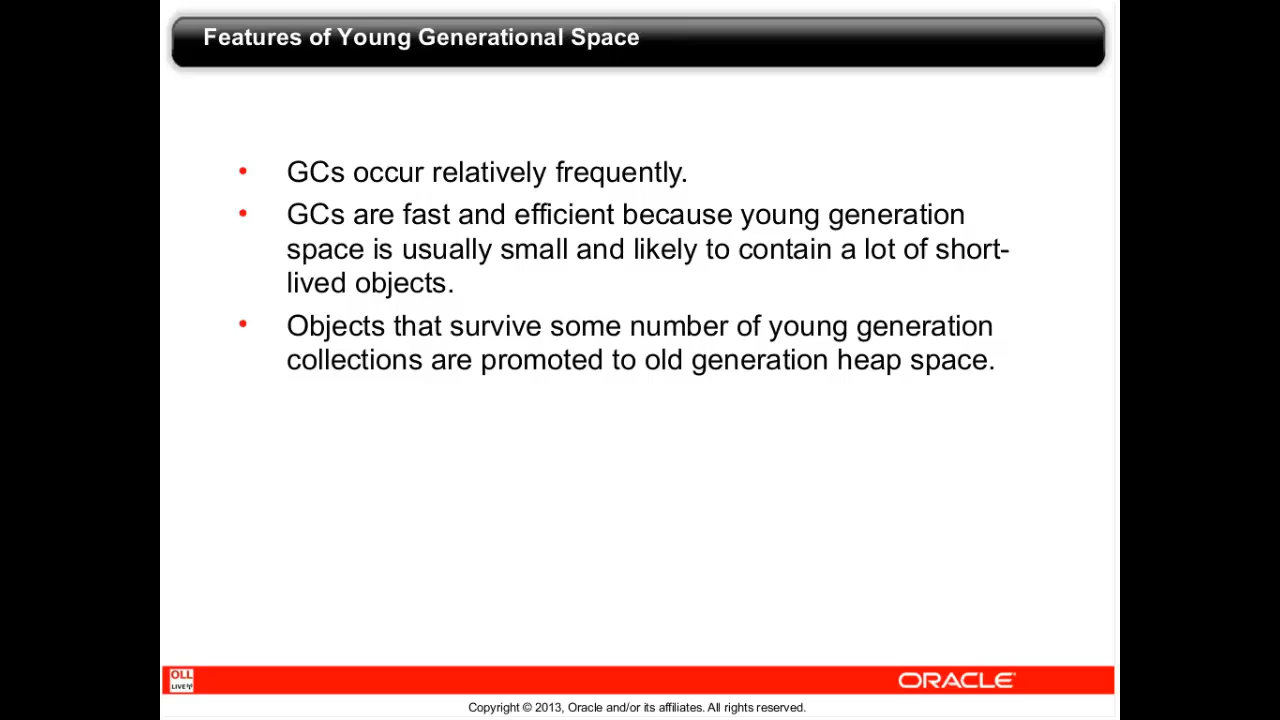 Features of Young Generational Space
• GCs occur relatively frequently.
• GCs are fast and efficient because young generation
space is usually small and likely to contain a lot of short-
lived objects.
• Objects that survive some number of young generation
collections are promoted to old generation heap space.
OLL
LIVE
ORACLE
Copyright © 2013, Oracle and/or its affiliates. All rights reserved.